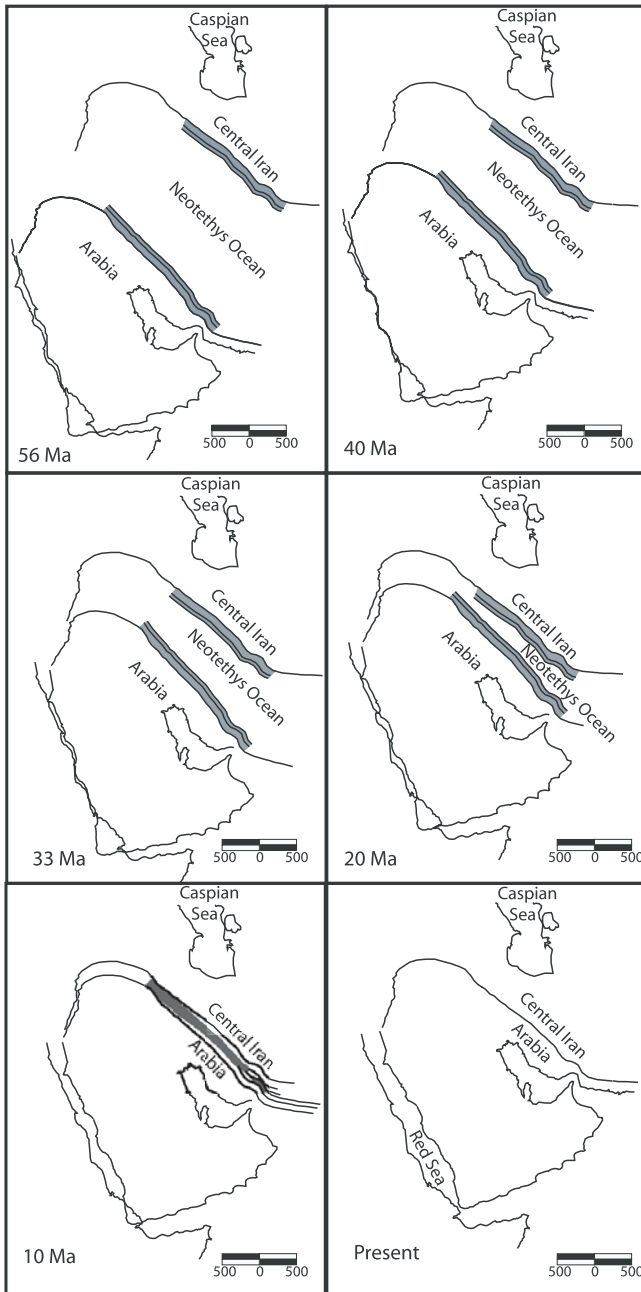 Caspian
Sea
Central Iran
Neotethys Ocean
Arabia
500 0 500
56 Ma
Caspian
Sea
Central Iran
Neotethys Ocean
Arabia
500 0 500
40 Ma
Caspian
Sea
Central Iran
Neotethys Ocean
Arabia
500 0 500
33 Ma
Caspian
Sea
Central Iran
Neotethys Ocean
Arabia
500 0 500
20 Ma
Caspian
Sea
Central Iran
Arabia
500 0 500
10 Ma
Caspian
Sea
Central Iran
Arabia
Red Sea
500 0 500
Present